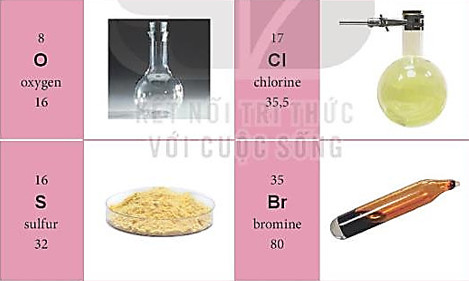 8
O
oxygen
16
17
Cl
chlorine
35,5
KẾT NỐI TRI THỨC
VỚI CUỘC SỐNG
16
S
sulfur
32
35
Br
bromine
80